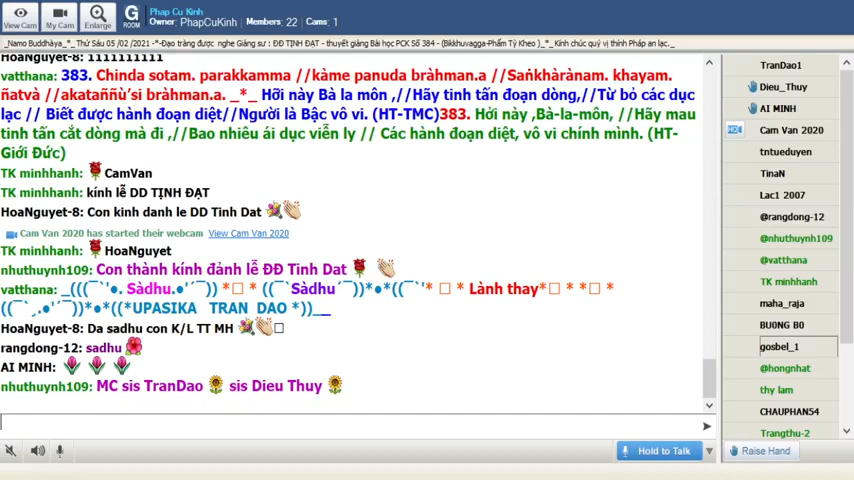 View Cam
My Cam
Enlarge
G
ROOM
Phap Cu Kinh
Owner: PhapCuKinh Members: 22 Cams: 1
_Namo Buddhàya_*_ Thứ Sáu 05 /02 /2021 -*-Đạo tràng được nghe Giảng sư : ĐĐ TỊNH ĐẠT - thuyết giảng Bài học PCK Số 384 - (Bikkhuvagga-Phẩm Tỳ Kheo )_*_ Kính chúc quý vị thính Pháp an lạc._
HoaNguyet-8: 1111111111
vatthana: 383. Chinda sotam. parakkamma //kàme panuda bràhman.a //Saṅkhàrànam. khayam.
ñatvà //akataññù'si bràhman.a. _*_ Hỡi này Bà la môn ,//Hãy tinh tấn đoạn dòng,//Từ bỏ các dục
lạc // Biết được hành đoạn diệt//Người là Bậc vô vi. (HT-TMC)383. Hởi này ,Bà-la-môn, //Hãy mau
tinh tấn cắt dòng mà đi ,//Bao nhiêu ái dục viễn ly // Các hành đoạn diệt, vô vi chính mình. (HT-
Giới Đức)
TK minhhanh: CamVan
TK minhhanh: kính lễ DD TỊNH ĐẠT
HoaNguyet-8: Con kinh danh le DD Tinh Dat
Cam Van 2020 has started their webcam View Cam Van 2020
TK minhhanh: HoaNguyet
nhuthuynh109: Con thành kính đảnh lễ ĐĐ Tinh Dat
vatthana: _(((¯`'•. Sàdhu.•'´¯)) *□ * ((¯`Sàdhu´¯))*•*((¯`'* □ * Lành thay*□ * *□ *
((¯`¸.•'´¯))*•*((*UPASIKA TRAN DAO *))__
HoaNguyet-8: Da sadhu con K/L TT MH □
rangdong-12: sadhu
AI MINH:
nhuthuynh109: MC sis TranDao sis Dieu Thuy
Hold to Talk
TranDao1
Dieu_Thuy
AI MINH
Cam Van 2020
tntueduyen
TinaN
Lac1 2007
@rangdong-12
@nhuthuynh109
@vatthana
TK minhhanh
maha_raja
BUONG B0
gosbel_1
@hongnhat
thy lam
CHAUPHAN54
Trangthu-2
Raise Hand